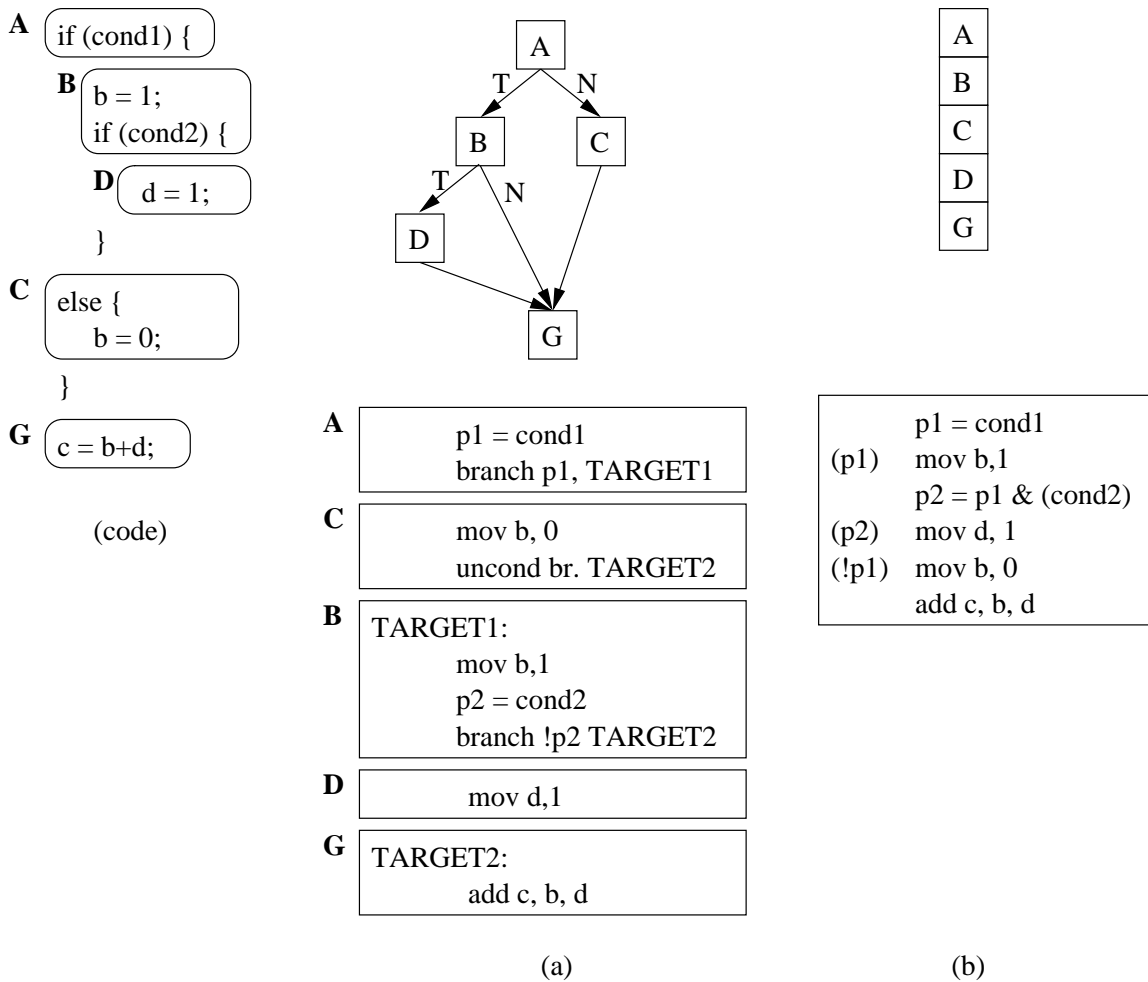 A
if (cond1) {
B
b = 1;
if (cond2) {
D
d = 1;
}
C
else {
b = 0;
}
G
c = b+d;
(code)
A
T
N
B
C
T
N
D
G
A
p1 = cond1
branch p1, TARGET1
C
mov b, 0
uncond br. TARGET2
B
TARGET1:
mov b,1
p2 = cond2
branch !p2 TARGET2
D
mov d,1
G
TARGET2:
add c, b, d
(a)
A
B
C
D
G
p1 = cond1
(p1) mov b,1
p2 = p1 & (cond2)
(p2) mov d, 1
(!p1) mov b, 0
add c, b, d
(b)